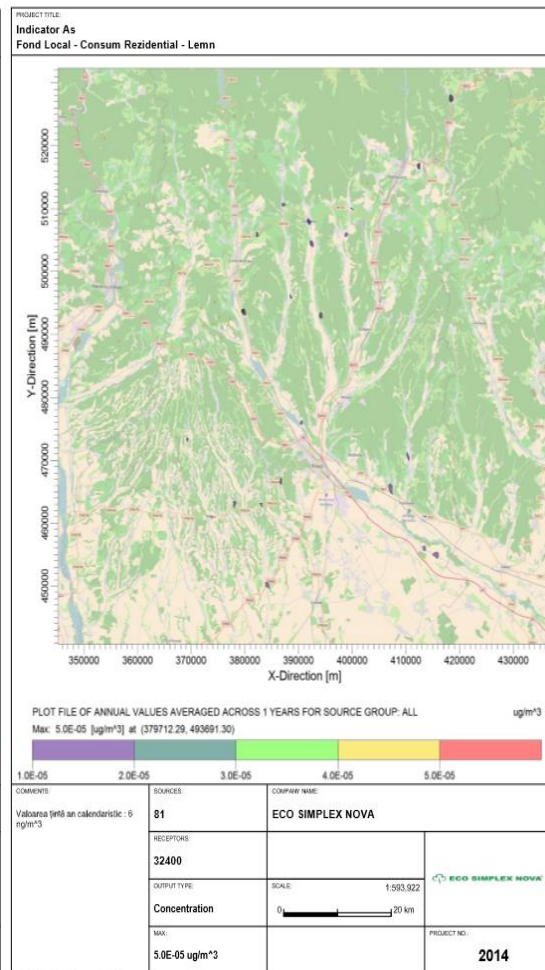 PROJECT TITLE:
Indicator As
Fond Local - Consum Rezidential - Lemn
Y-Direction [m]
520000
510000
500000
490000
480000
470000
460000
450000
350000 360000 370000 380000 390000 400000 410000 420000 430000
X-Direction [m]
PLOT FILE OF ANNUAL VALUES AVERAGED ACROSS 1 YEARS FOR SOURCE GROUP: ALL ug/m^3
Max: 5.0E-05 [ug/m^3] at (379712.29, 493691.30)
1.0E-05 2.0E-05 3.0E-05 4.0E-05 5.0E-05
COMMENTS:
Valoarea țintă an calendaristic : 6
ng/m^3
SOURCES:
81
COMPANY NAME:
ECO SIMPLEX NOVA
RECEPTORS:
32400
OUTPUT TYPE:
Concentration
SCALE: 1:593,922
0 20 km
ECO SIMPLEX NOVA
MAX:
5.0E-05 ug/m^3
PROJECT NO.:
2014